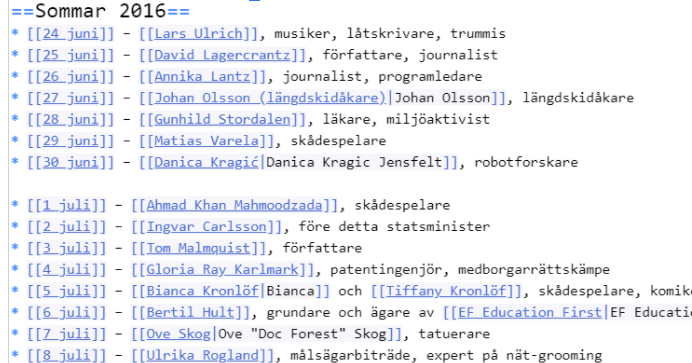 ==Sommar 2016==
* [[24 juni]] – [[Lars Ulrich]], musiker, låtskrivare, trummis
* [[25 juni]] – [[David Lagercrantz]], författare, journalist
* [[26 juni]] – [[Annika Lantz]], journalist, programledare
* [[27 juni]] – [[Johan Olsson (längdskidåkare)|Johan Olsson]], längdskidåkare
* [[28 juni]] – [[Gunhild Stordalen]], läkare, miljöaktivist
* [[29 juni]] – [[Matias Varela]], skådespelare
* [[30 juni]] – [[Danica Kragić|Danica Kragic Jensfelt]], robotforskare
* [[1 juli]] – [[Ahmad Khan Mahmoodzada]], skådespelare
* [[2 juli]] – [[Ingvar Carlsson]], före detta statsminister
* [[3 juli]] – [[Tom Malmquist]], författare
* [[4 juli]] – [[Gloria Ray Karlmark]], patentingenjör, medborgarrättskämpe
* [[5 juli]] – [[Bianca Kronlöf|Bianca]] och [[Tiffany Kronlöf]], skådespelare, komike
* [[6 juli]] – [[Bertil Hult]], grundare och ägare av [[EF Education First|EF Educatio
* [[7 juli]] – [[Ove Skog|Ove "Doc Forest" Skog]], tatuerare
* [[8 juli]] – [[Ulrika Rogland]], målsägarbiträde, expert på nät-grooming